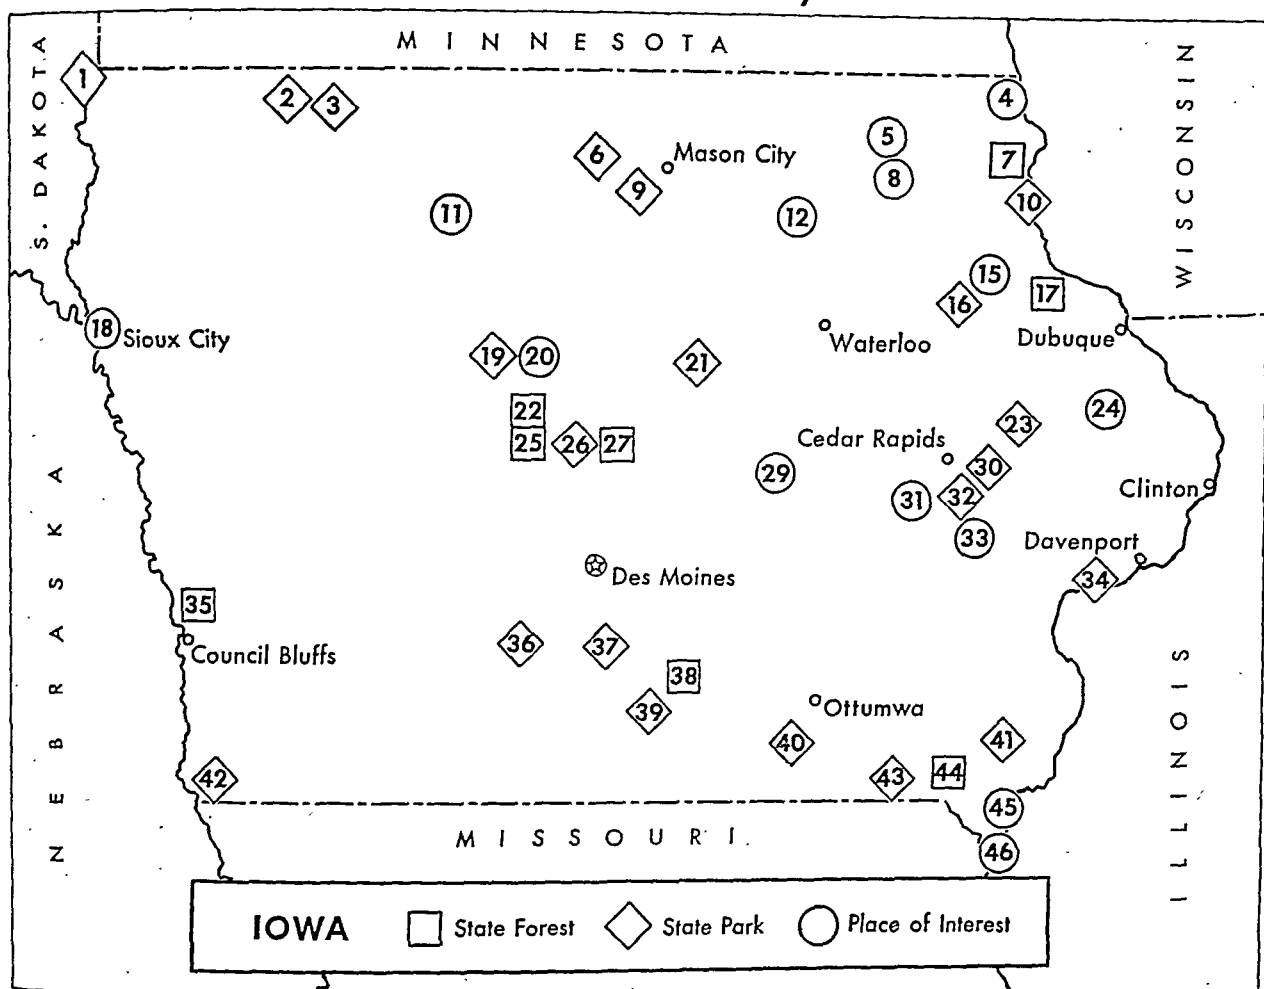 MINNESOTA
S. DAKOTA
WISCONSIN
1
2
3
4
5
6
Mason City
7
8
9
10
11
12
15
16
17
18
Sioux City
Waterloo
Dubuque
19
20
21
22
23
24
25
26
27
Cedar Rapids
29
30
31
32
Clinton
33
Davenport
34
Des Moines
NEBRASKA
35
Council Bluffs
36
37
38
39
Ottumwa
40
41
42
43
44
45
46
ILLINOIS
MISSOURI
IOWA State Forest State Park Place of Interest